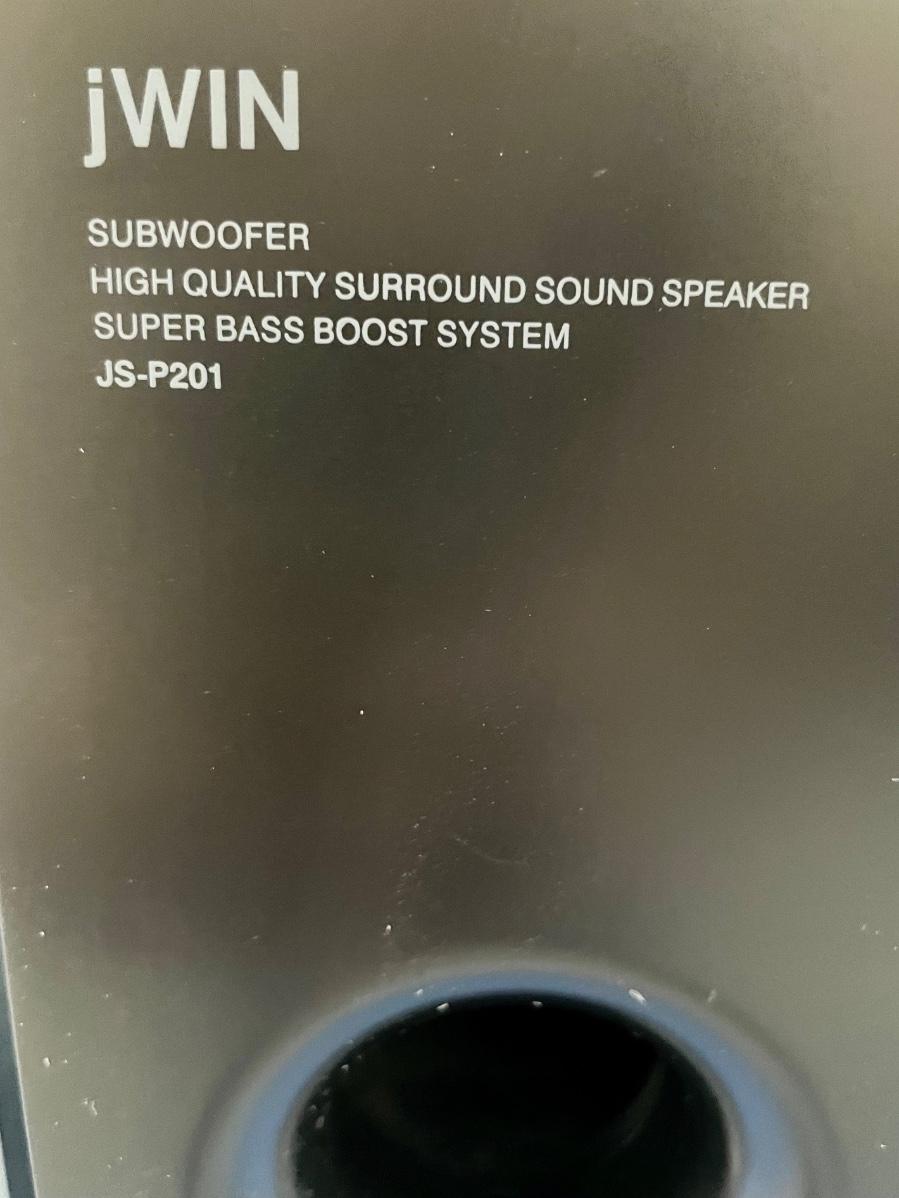 jWIN
SUBWOOFER
HIGH QUALITY SURROUND SOUND SPEAKER
SUPER BASS BOOST SYSTEM
JS-P201